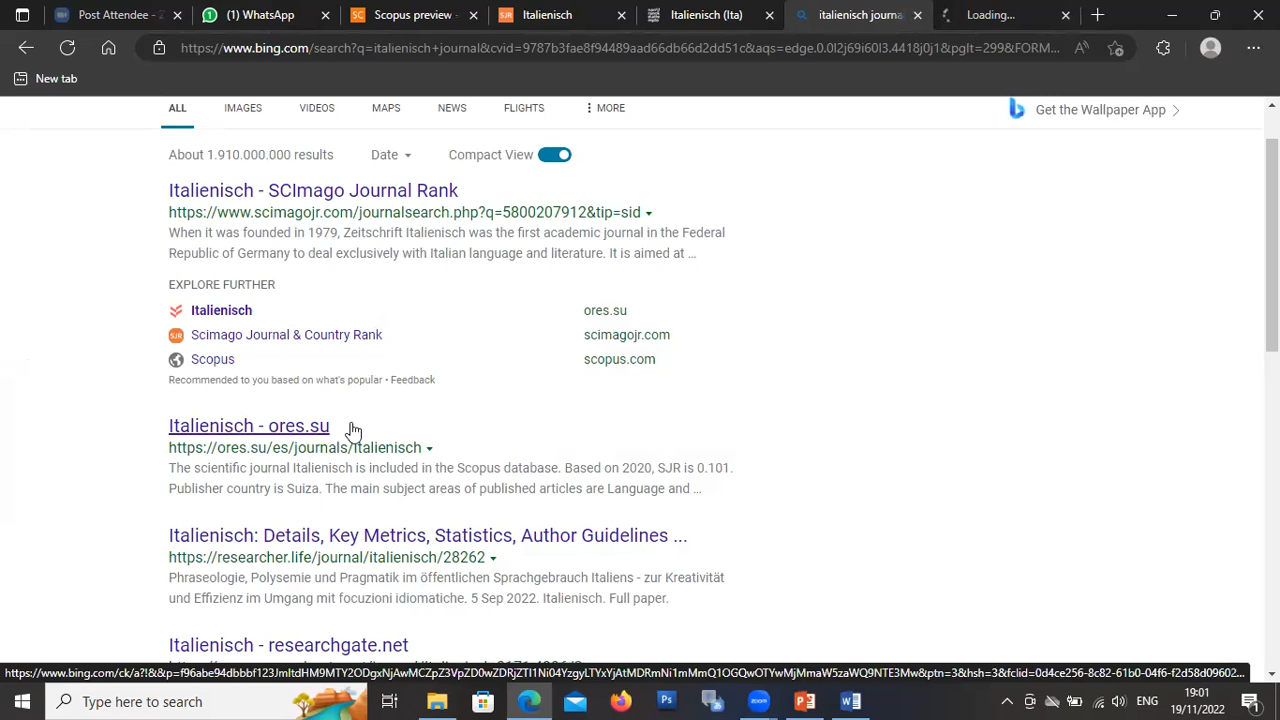 Post Attendee - Z
(1) WhatsApp
SC Scopus preview -
SJR Italienisch
Italienisch (Ita)
italienisch journal
Loading...
https://www.bing.com/search?q=italienisch+journal&cvid=9787b3fae8f94489aad66db66d2dd51c&aqs=edge.0.0l2j69i60l3.4418j0j1&pglt=299&FORM...
New tab
ALL IMAGES VIDEOS MAPS NEWS FLIGHTS MORE
Get the Wallpaper App
About 1.910.000.000 results Date Compact View
Italienisch - SCImago Journal Rank
https://www.scimagojr.com/journalsearch.php?q=5800207912&tip=sid
When it was founded in 1979, Zeitschrift Italienisch was the first academic journal in the Federal
Republic of Germany to deal exclusively with Italian language and literature. It is aimed at ...
EXPLORE FURTHER
Italienisch ores.su
SJR Scimago Journal & Country Rank scimagojr.com
Scopus scopus.com
Recommended to you based on what's popular • Feedback
Italienisch - ores.su
https://ores.su/es/journals/italienisch
The scientific journal Italienisch is included in the Scopus database. Based on 2020, SJR is 0.101.
Publisher country is Suiza. The main subject areas of published articles are Language and ...
Italienisch: Details, Key Metrics, Statistics, Author Guidelines ...
https://researcher.life/journal/italienisch/28262
Phraseologie, Polysemie und Pragmatik im öffentlichen Sprachgebrauch Italiens - zur Kreativität
und Effizienz im Umgang mit focuzioni idiomatiche. 5 Sep 2022. Italienisch. Full paper.
Italienisch - researchgate.net
Type here to search
ENG
19:01
19/11/2022